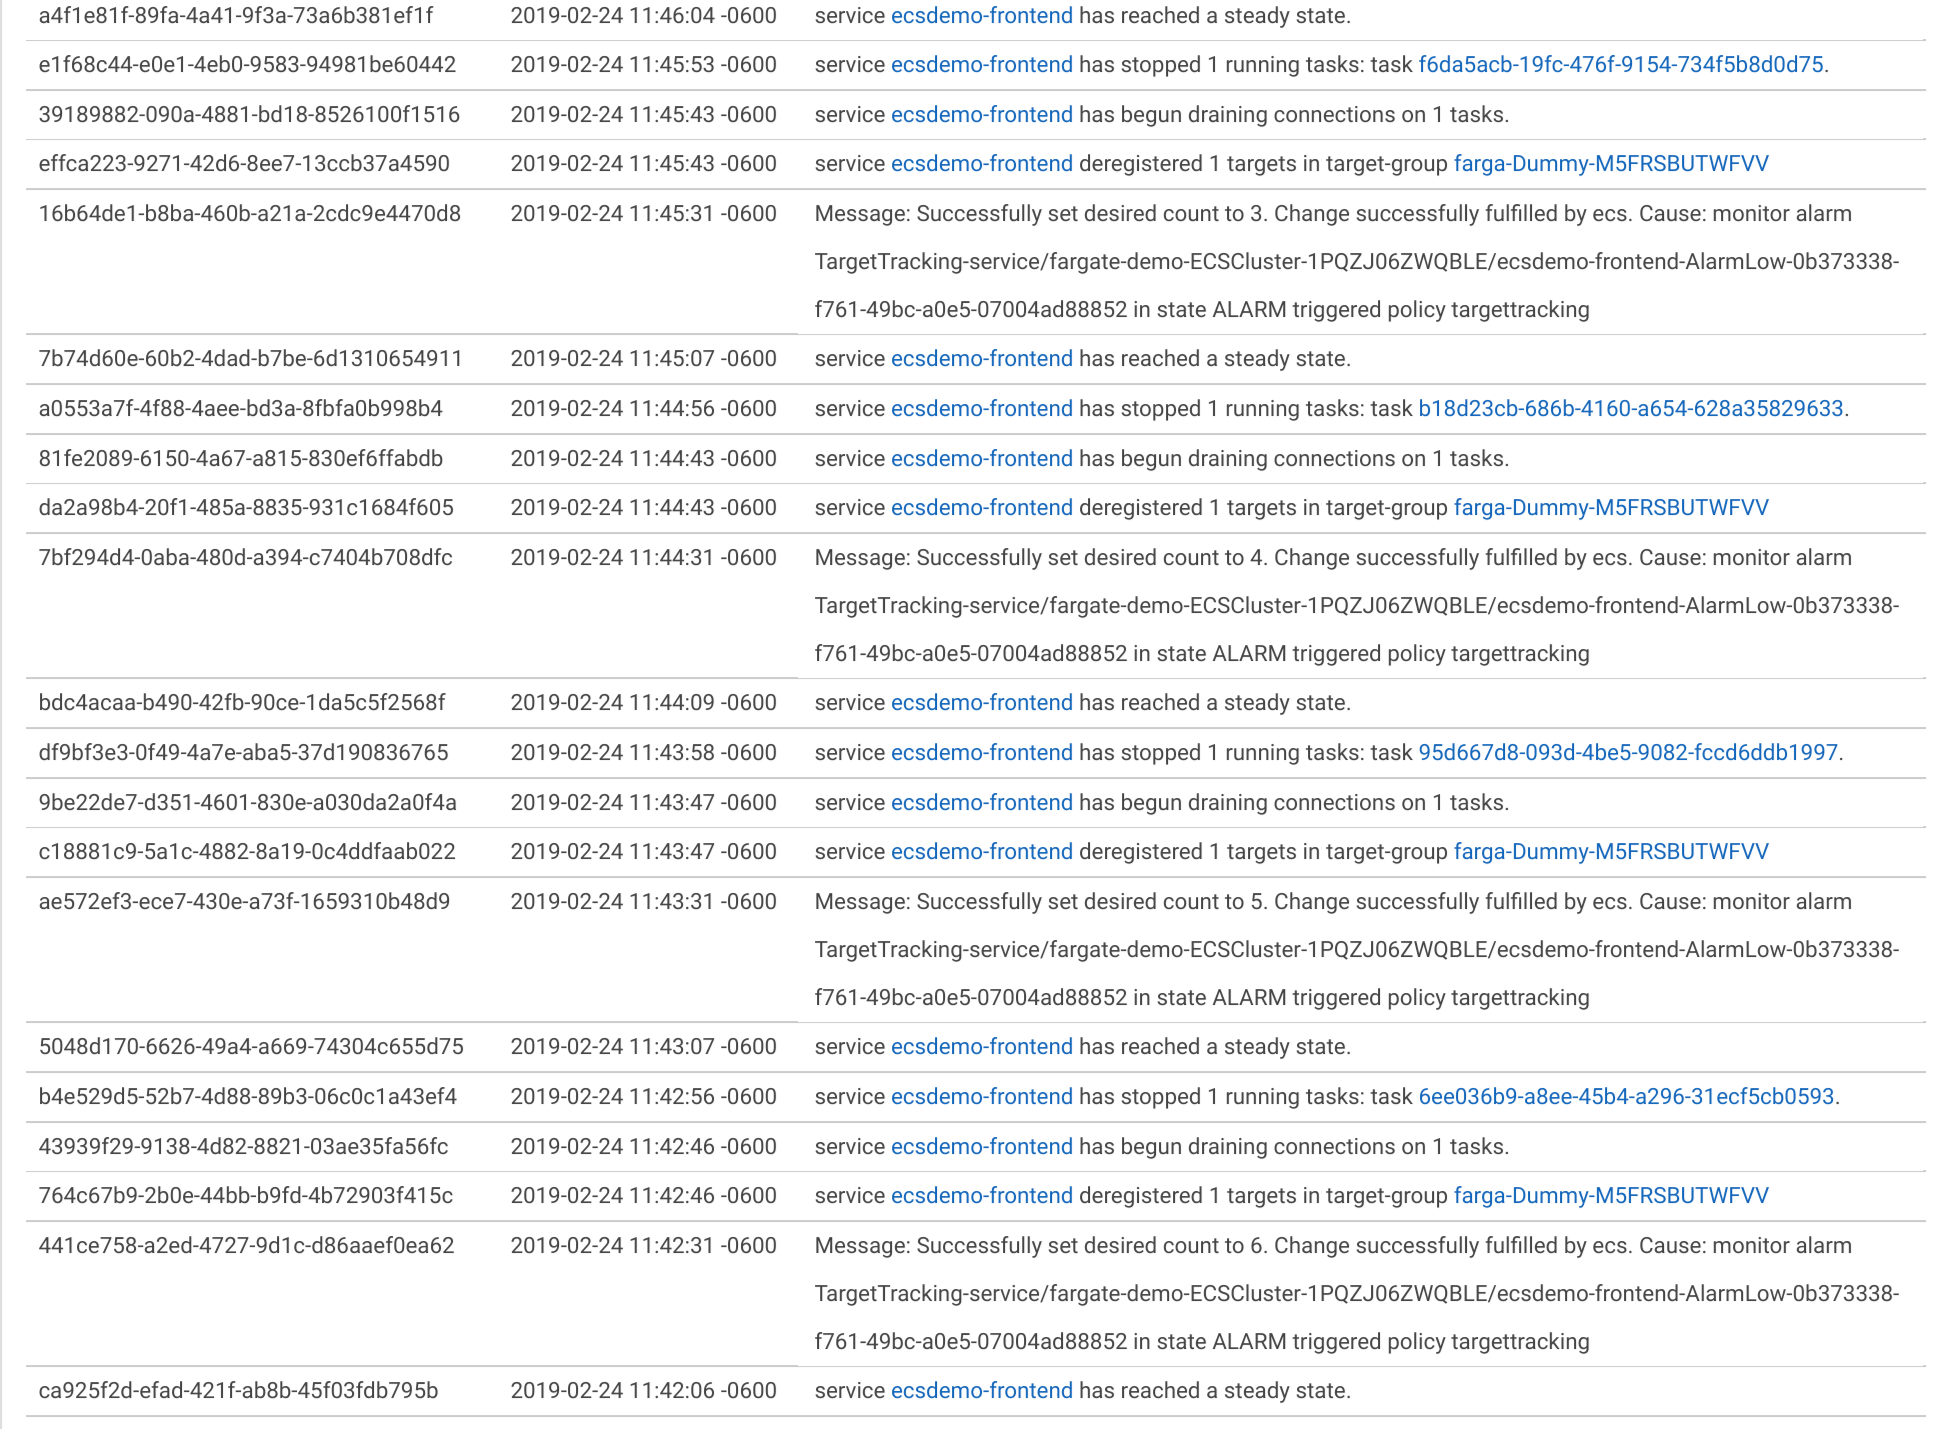 a4f1e81f-89fa-4a41-9f3a-73a6b381ef1f 2019-02-24 11:46:04 -0600 service ecsdemo-frontend has reached a steady state.
e1f68c44-e0e1-4eb0-9583-94981be60442 2019-02-24 11:45:53 -0600 service ecsdemo-frontend has stopped 1 running tasks: task f6da5acb-19fc-476f-9154-734f5b8d0d75.
39189882-090a-4881-bd18-8526100f1516 2019-02-24 11:45:43 -0600 service ecsdemo-frontend has begun draining connections on 1 tasks.
effca223-9271-42d6-8ee7-13ccb37a4590 2019-02-24 11:45:43 -0600 service ecsdemo-frontend deregistered 1 targets in target-group farga-Dummy-M5FRSBUTWFVV
16b64de1-b8ba-460b-a21a-2cdc9e4470d8 2019-02-24 11:45:31 -0600 Message: Successfully set desired count to 3. Change successfully fulfilled by ecs. Cause: monitor alarm
TargetTracking-service/fargate-demo-ECSCluster-1PQZJ06ZWQBLE/ecsdemo-frontend-AlarmLow-0b373338-
f761-49bc-a0e5-07004ad88852 in state ALARM triggered policy targettracking
7b74d60e-60b2-4dad-b7be-6d1310654911 2019-02-24 11:45:07 -0600 service ecsdemo-frontend has reached a steady state.
a0553a7f-4f88-4aee-bd3a-8fbfa0b998b4 2019-02-24 11:44:56 -0600 service ecsdemo-frontend has stopped 1 running tasks: task b18d23cb-686b-4160-a654-628a35829633.
81fe2089-6150-4a67-a815-830ef6ffabdb 2019-02-24 11:44:43 -0600 service ecsdemo-frontend has begun draining connections on 1 tasks.
da2a98b4-20f1-485a-8835-931c1684f605 2019-02-24 11:44:43 -0600 service ecsdemo-frontend deregistered 1 targets in target-group farga-Dummy-M5FRSBUTWFVV
7bf294d4-0aba-480d-a394-c7404b708dfc 2019-02-24 11:44:31 -0600 Message: Successfully set desired count to 4. Change successfully fulfilled by ecs. Cause: monitor alarm
TargetTracking-service/fargate-demo-ECSCluster-1PQZJ06ZWQBLE/ecsdemo-frontend-AlarmLow-0b373338-
f761-49bc-a0e5-07004ad88852 in state ALARM triggered policy targettracking
bdc4acaa-b490-42fb-90ce-1da5c5f2568f 2019-02-24 11:44:09 -0600 service ecsdemo-frontend has reached a steady state.
df9bf3e3-0f49-4a7e-aba5-37d190836765 2019-02-24 11:43:58 -0600 service ecsdemo-frontend has stopped 1 running tasks: task 95d667d8-093d-4be5-9082-fccd6ddb1997.
9be22de7-d351-4601-830e-a030da2a0f4a 2019-02-24 11:43:47 -0600 service ecsdemo-frontend has begun draining connections on 1 tasks.
c18881c9-5a1c-4882-8a19-0c4ddfaab022 2019-02-24 11:43:47 -0600 service ecsdemo-frontend deregistered 1 targets in target-group farga-Dummy-M5FRSBUTWFVV
ae572ef3-ece7-430e-a73f-1659310b48d9 2019-02-24 11:43:31 -0600 Message: Successfully set desired count to 5. Change successfully fulfilled by ecs. Cause: monitor alarm
TargetTracking-service/fargate-demo-ECSCluster-1PQZJ06ZWQBLE/ecsdemo-frontend-AlarmLow-0b373338-
f761-49bc-a0e5-07004ad88852 in state ALARM triggered policy targettracking
5048d170-6626-49a4-a669-74304c655d75 2019-02-24 11:43:07 -0600 service ecsdemo-frontend has reached a steady state.
b4e529d5-52b7-4d88-89b3-06c0c1a43ef4 2019-02-24 11:42:56 -0600 service ecsdemo-frontend has stopped 1 running tasks: task 6ee036b9-a8ee-45b4-a296-31ecf5cb0593.
43939f29-9138-4d82-8821-03ae35fa56fc 2019-02-24 11:42:46 -0600 service ecsdemo-frontend has begun draining connections on 1 tasks.
764c67b9-2b0e-44bb-b9fd-4b72903f415c 2019-02-24 11:42:46 -0600 service ecsdemo-frontend deregistered 1 targets in target-group farga-Dummy-M5FRSBUTWFVV
441ce758-a2ed-4727-9d1c-d86aaef0ea62 2019-02-24 11:42:31 -0600 Message: Successfully set desired count to 6. Change successfully fulfilled by ecs. Cause: monitor alarm
TargetTracking-service/fargate-demo-ECSCluster-1PQZJ06ZWQBLE/ecsdemo-frontend-AlarmLow-0b373338-
f761-49bc-a0e5-07004ad88852 in state ALARM triggered policy targettracking
ca925f2d-efad-421f-ab8b-45f03fdb795b 2019-02-24 11:42:06 -0600 service ecsdemo-frontend has reached a steady state.